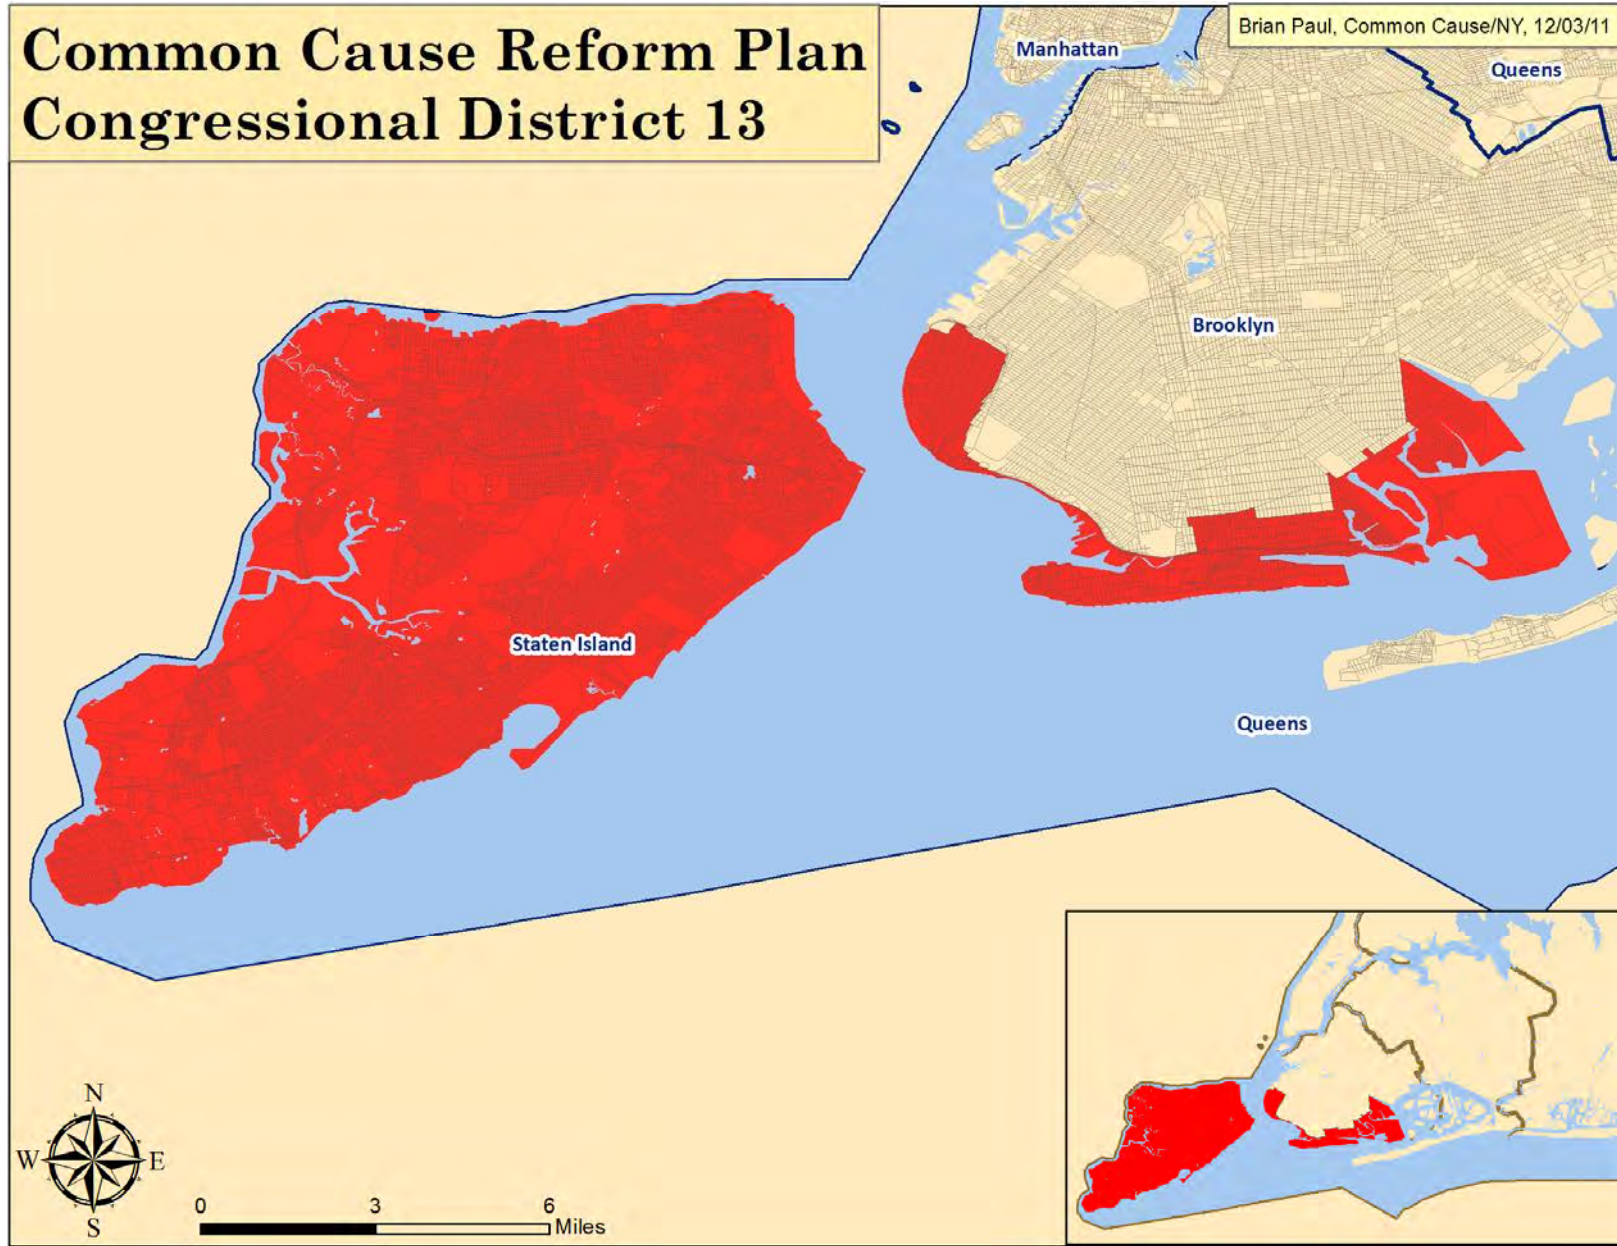 Common Cause Reform Plan
Congressional District 13
Brian Paul, Common Cause/NY, 12/03/11
Manhattan
Queens
Brooklyn
Staten Island
Queens
N
W E
S
0 3 6
Miles